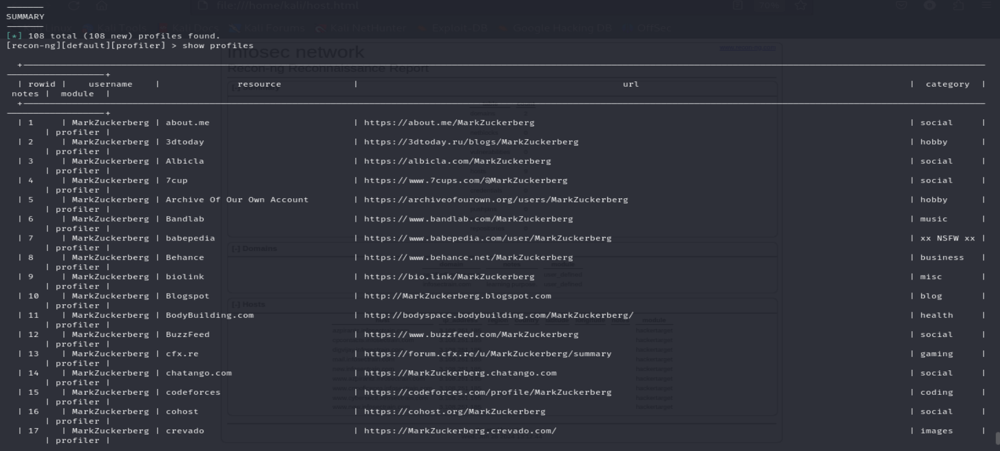 file:///home/kali/host.html
70%
SUMMARY
Linux Kali Tools Kali Docs Kali Forums Kali NetHunter Exploit-DB Google Hacking DB OffSec
[*] 108 total (108 new) profiles found.
[recon-ng][default][profiler] > show profiles
infosec network
Recon-ng Reconnaissance Report
| rowid | username | resource | url | category |
notes | module |
| 1 | MarkZuckerberg | about.me | https://about.me/MarkZuckerberg | social |
| profiler |
| 2 | MarkZuckerberg | 3dtoday | https://3dtoday.ru/blogs/MarkZuckerberg | hobby |
| profiler |
| 3 | MarkZuckerberg | Albicla | https://albicla.com/MarkZuckerberg | social |
| profiler |
| 4 | MarkZuckerberg | 7cup | https://www.7cups.com/@MarkZuckerberg | social |
| profiler |
| 5 | MarkZuckerberg | Archive Of Our Own Account | https://archiveofourown.org/users/MarkZuckerberg | hobby |
| profiler |
| 6 | MarkZuckerberg | Bandlab | https://www.bandlab.com/MarkZuckerberg | music |
| profiler |
| 7 | MarkZuckerberg | babepedia | https://www.babepedia.com/user/MarkZuckerberg | xx NSFW xx |
| profiler |
[-] Domains
| 8 | MarkZuckerberg | Behance | https://www.behance.net/MarkZuckerberg | business |
| profiler |
domain notes module
| 9 | MarkZuckerberg | biolink | https://bio.link/MarkZuckerberg | misc |
| profiler |
| 10 | MarkZuckerberg | Blogspot | http://MarkZuckerberg.blogspot.com | blog |
| profiler |
[-] Hosts
| 11 | MarkZuckerberg | BodyBuilding.com | http://bodyspace.bodybuilding.com/MarkZuckerberg/ | health |
| profiler |
| 12 | MarkZuckerberg | BuzzFeed | https://www.buzzfeed.com/MarkZuckerberg | social |
| profiler |
| 13 | MarkZuckerberg | cfx.re | https://forum.cfx.re/u/MarkZuckerberg/summary | gaming |
| profiler |
| 14 | MarkZuckerberg | chatango.com | https://MarkZuckerberg.chatango.com | social |
| profiler |
| 15 | MarkZuckerberg | codeforces | https://codeforces.com/profile/MarkZuckerberg | coding |
| profiler |
| 16 | MarkZuckerberg | cohost | https://cohost.org/MarkZuckerberg | social |
| profiler |
| 17 | MarkZuckerberg | crevado | https://MarkZuckerberg.crevado.com/ | images |
| profiler |